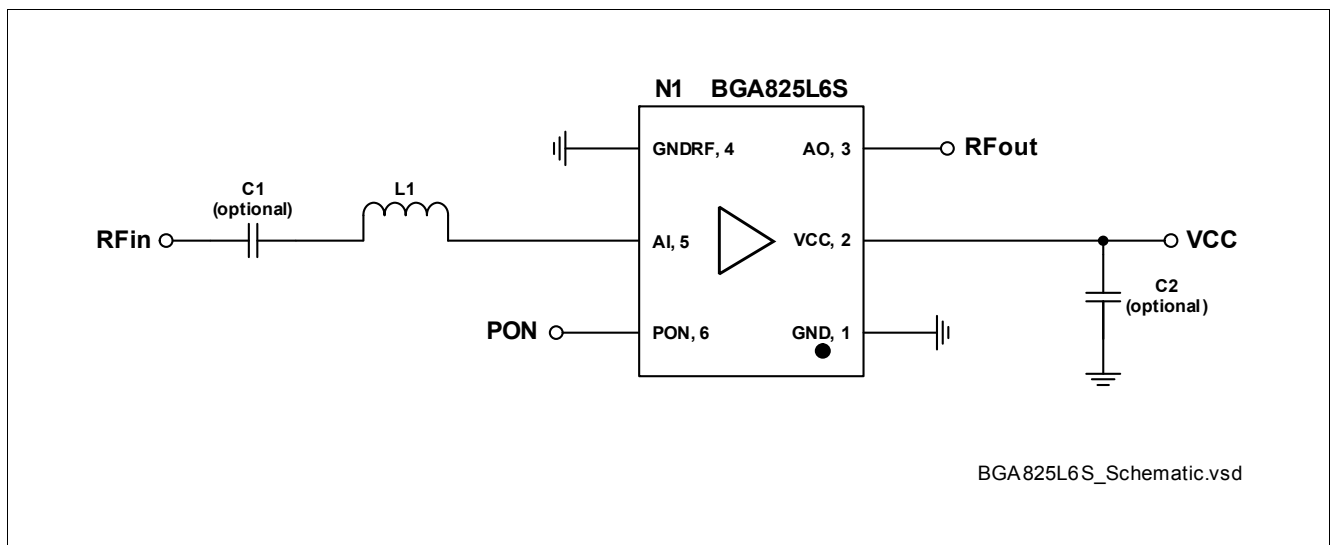 N1 BGA825L6S
GNDRF, 4
AO, 3
RFout
C1
(optional)
L1
RFin
AI, 5
VCC, 2
VCC
C2
(optional)
PON
PON, 6
GND, 1
BGA825L6S_Schematic.vsd